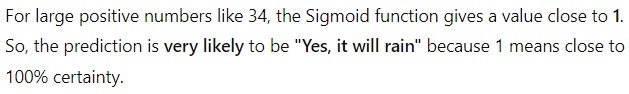 For large positive numbers like 34, the Sigmoid function gives a value close to 1.
So, the prediction is very likely to be "Yes, it will rain" because 1 means close to
100% certainty.